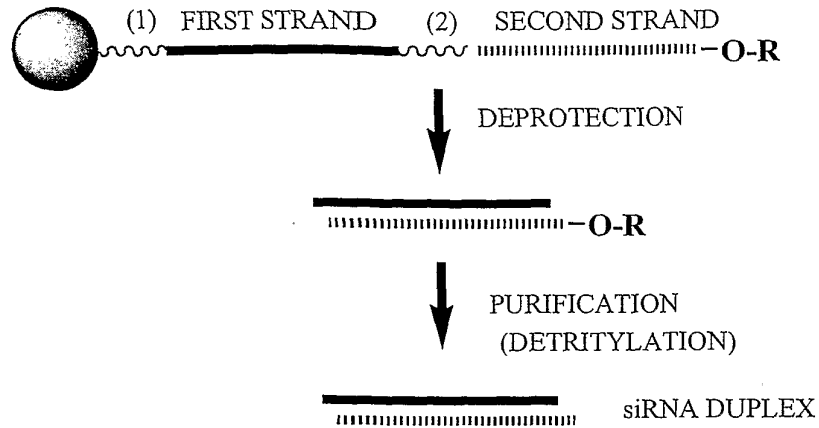 (1) FIRST STRAND (2) SECOND STRAND
O-R
DEPROTECTION
O-R
PURIFICATION
(DETRITYLATION)
siRNA DUPLEX